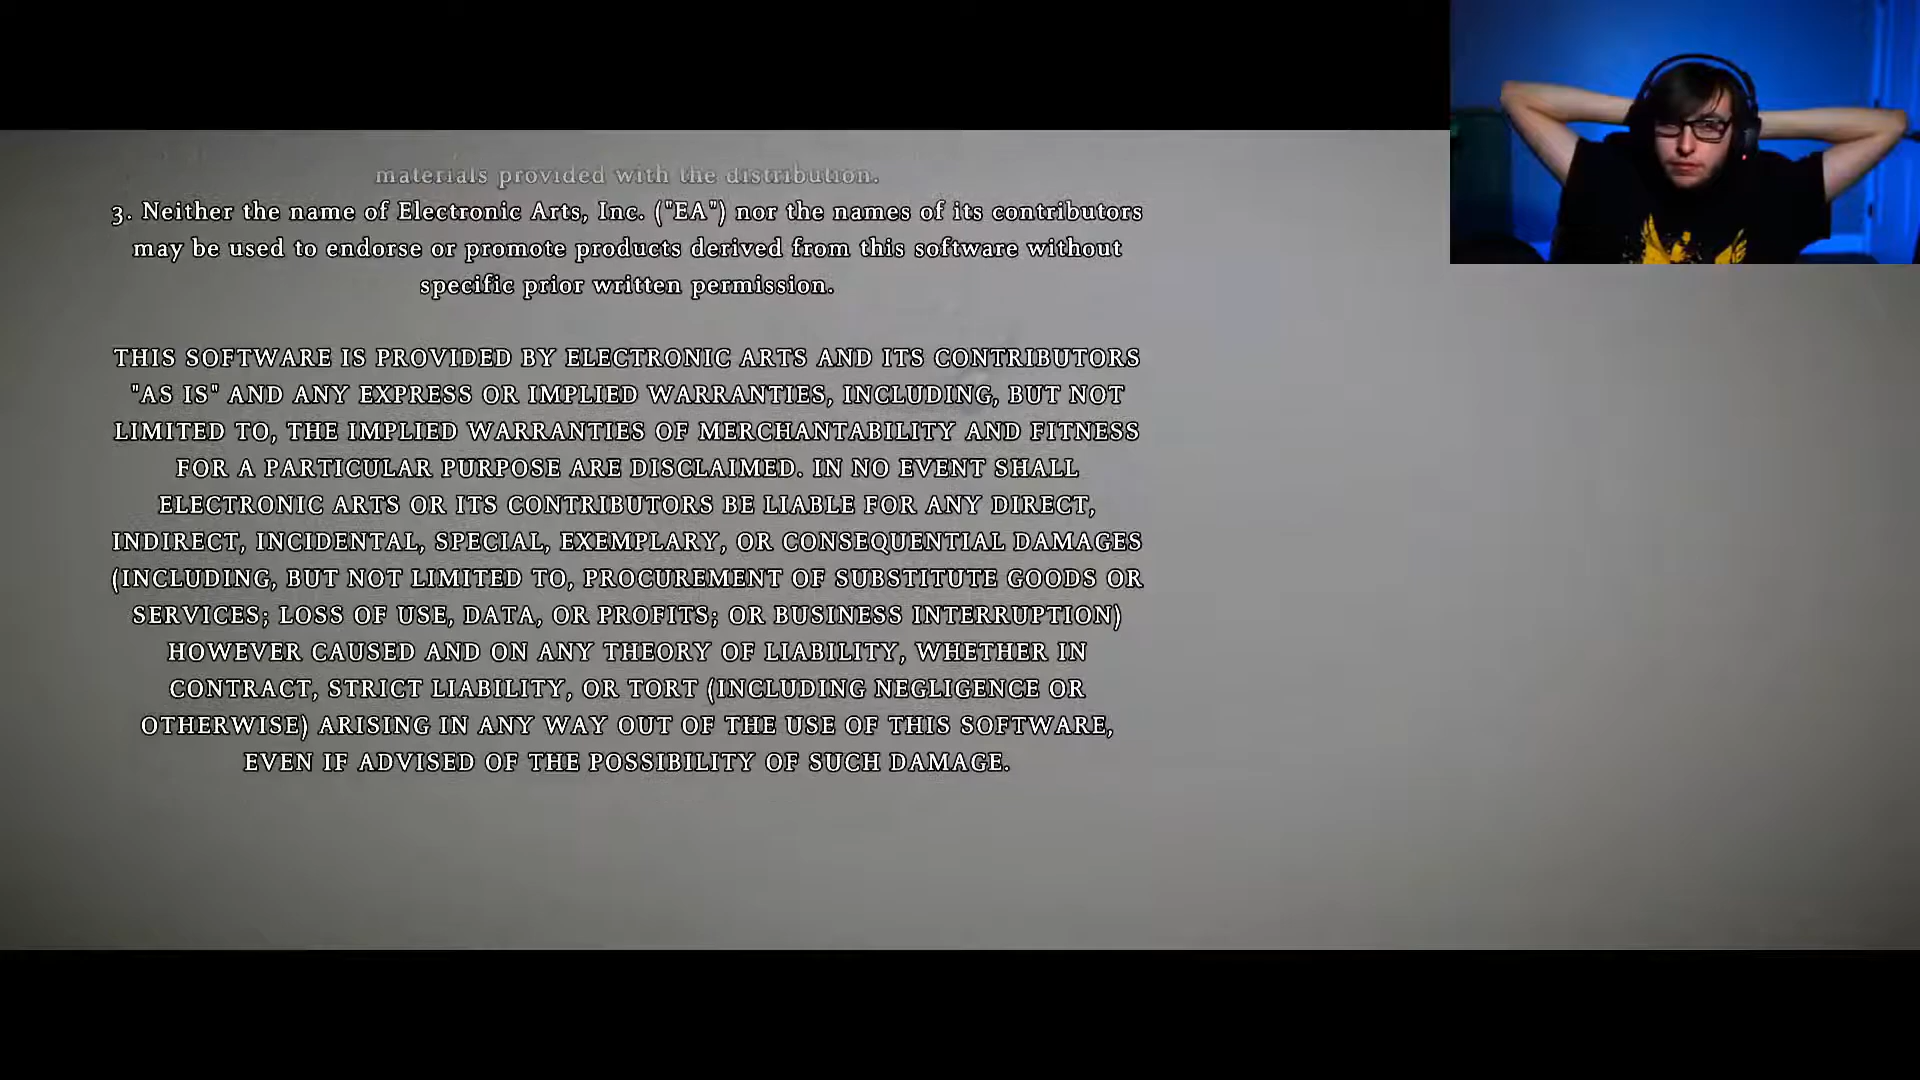 materials provided with the distribution.
3. Neither the name of Electronic Arts, Inc. ("EA") nor the names of its contributors
may be used to endorse or promote products derived from this software without
specific prior written permission.
THIS SOFTWARE IS PROVIDED BY ELECTRONIC ARTS AND ITS CONTRIBUTORS
"AS IS" AND ANY EXPRESS OR IMPLIED WARRANTIES, INCLUDING, BUT NOT
LIMITED TO, THE IMPLIED WARRANTIES OF MERCHANTABILITY AND FITNESS
FOR A PARTICULAR PURPOSE ARE DISCLAIMED. IN NO EVENT SHALL
ELECTRONIC ARTS OR ITS CONTRIBUTORS BE LIABLE FOR ANY DIRECT,
INDIRECT, INCIDENTAL, SPECIAL, EXEMPLARY, OR CONSEQUENTIAL DAMAGES
(INCLUDING, BUT NOT LIMITED TO, PROCUREMENT OF SUBSTITUTE GOODS OR
SERVICES; LOSS OF USE, DATA, OR PROFITS; OR BUSINESS INTERRUPTION)
HOWEVER CAUSED AND ON ANY THEORY OF LIABILITY, WHETHER IN
CONTRACT, STRICT LIABILITY, OR TORT (INCLUDING NEGLIGENCE OR
OTHERWISE) ARISING IN ANY WAY OUT OF THE USE OF THIS SOFTWARE,
EVEN IF ADVISED OF THE POSSIBILITY OF SUCH DAMAGE.